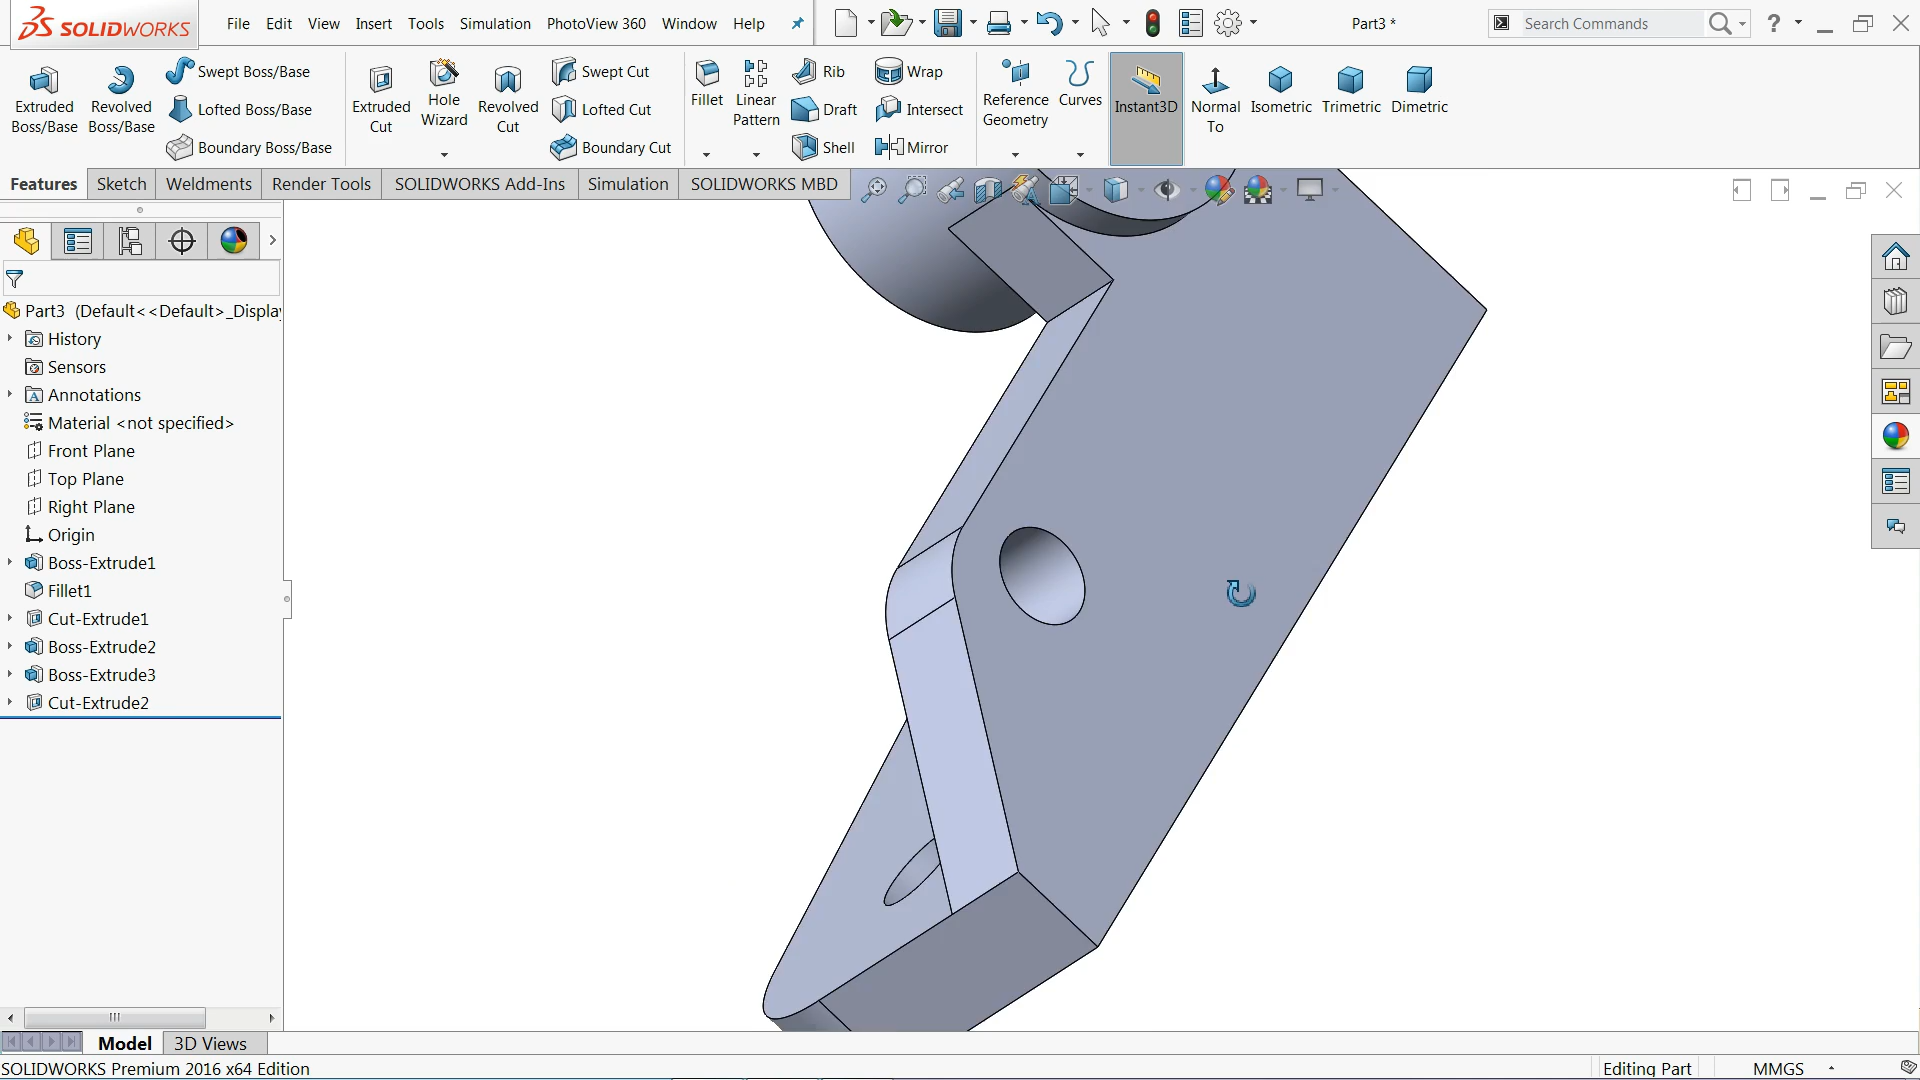 SOLIDWORKS
File Edit View Insert Tools Simulation PhotoView 360 Window Help
Part3 *
Search Commands
?
Extruded Boss/Base
Revolved Boss/Base
Swept Boss/Base
Lofted Boss/Base
Boundary Boss/Base
Extruded Cut
Hole Wizard
Revolved Cut
Swept Cut
Lofted Cut
Boundary Cut
Fillet
Linear Pattern
Rib
Draft
Shell
Wrap
Intersect
Mirror
Reference Geometry
Curves
Instant3D
Normal To
Isometric
Trimetric
Dimetric
Features Sketch Weldments Render Tools SOLIDWORKS Add-Ins Simulation SOLIDWORKS MBD
Part3 (Default<<Default>_Displa
History
Sensors
Annotations
Material <not specified>
Front Plane
Top Plane
Right Plane
Origin
Boss-Extrude1
Fillet1
Cut-Extrude1
Boss-Extrude2
Boss-Extrude3
Cut-Extrude2
Model 3D Views
SOLIDWORKS Premium 2016 x64 Edition
Editing Part
MMGS